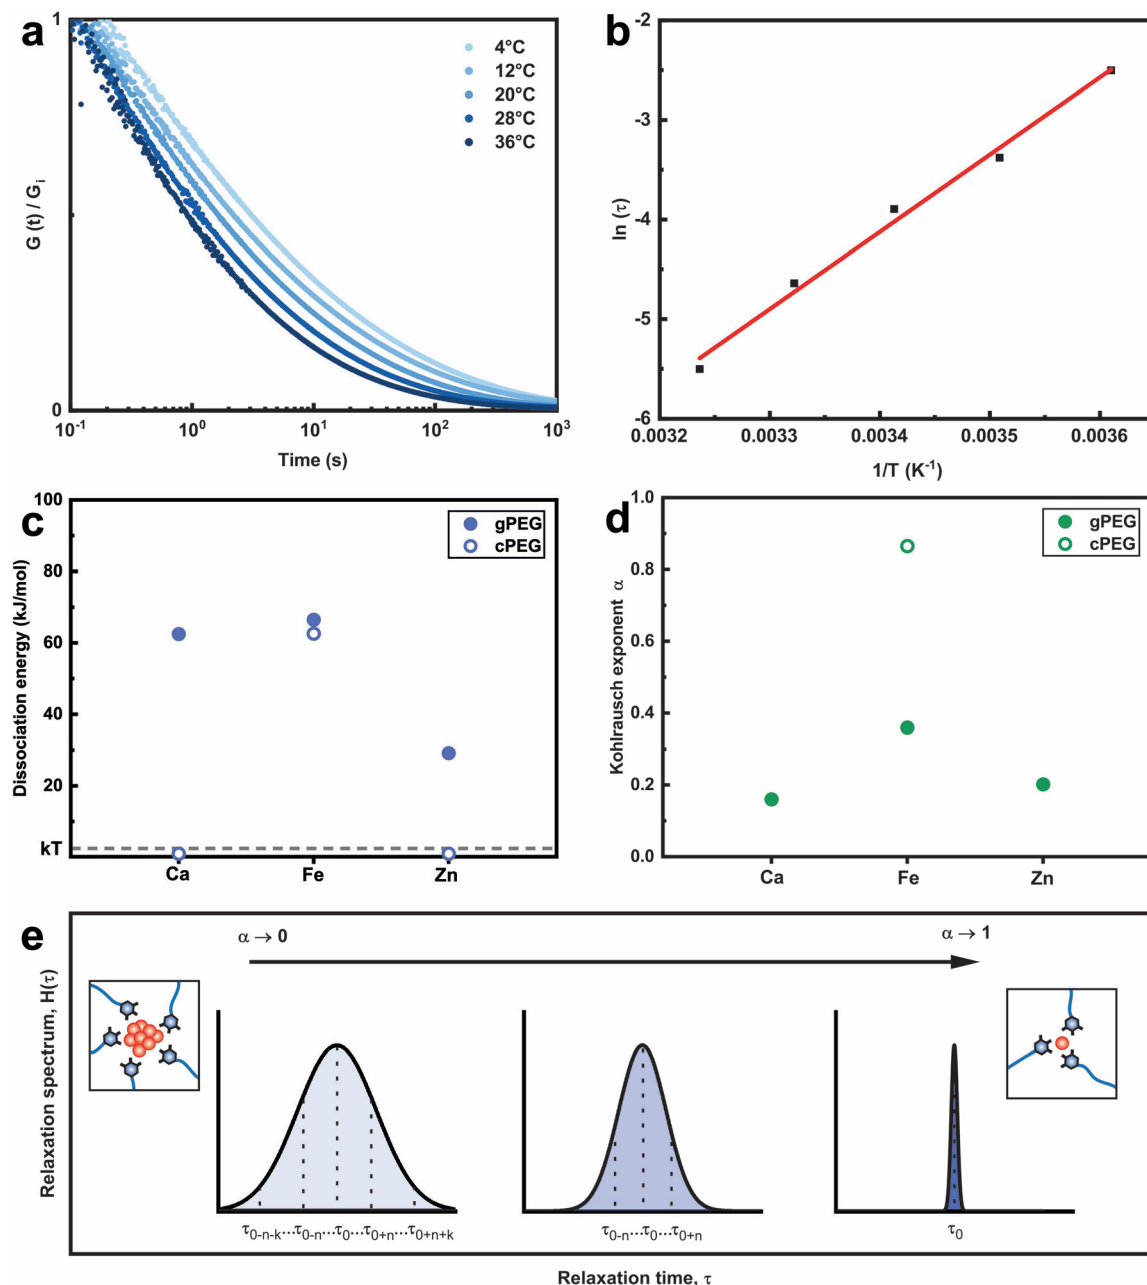 a
1
G (t) / Gᵢ
0
4°C
12°C
20°C
28°C
36°C
10⁻¹ 10⁰ 10¹ 10² 10³
Time (s)
b
-2
-3
-4
-5
-6
ln (τ)
0.0032 0.0033 0.0034 0.0035 0.0036
1/T (K⁻¹)
c
100
80
60
40
20
kT
Dissociation energy (kJ/mol)
gPEG
cPEG
Ca Fe Zn
d
1.0
0.8
0.6
0.4
0.2
0.0
Kohlrausch exponent α
gPEG
cPEG
Ca Fe Zn
e
α → 0 α → 1
Relaxation spectrum, H(τ)
τ₀₋ₙ₋ₖ...τ₀₋ₙ...τ₀...τ₀₊ₙ...τ₀₊ₙ₊ₖ τ₀₋ₙ...τ₀...τ₀₊ₙ τ₀
Relaxation time, τ